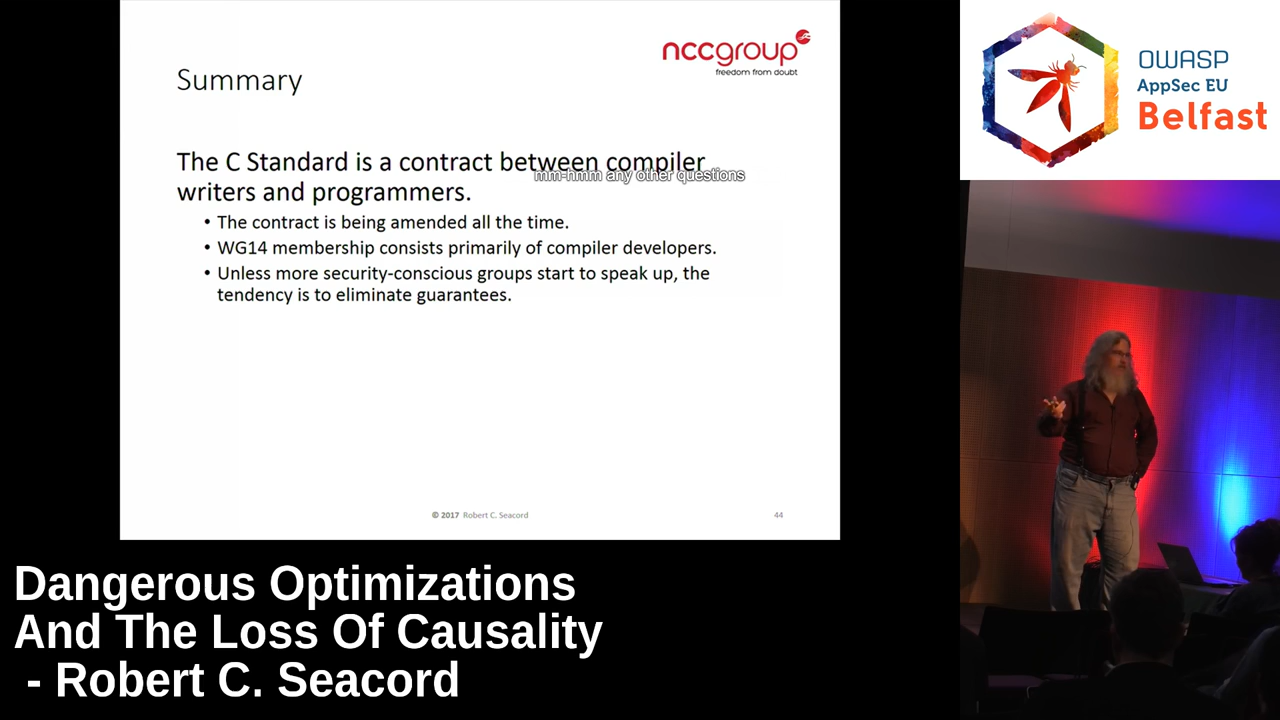 nccgroup
freedom from doubt
Summary
The C Standard is a contract between compiler
mm-hmm any other questions
writers and programmers.
• The contract is being amended all the time.
• WG14 membership consists primarily of compiler developers.
• Unless more security-conscious groups start to speak up, the
tendency is to eliminate guarantees.
© 2017 Robert C. Seacord
44
OWASP
AppSec EU
Belfast
Dangerous Optimizations
And The Loss Of Causality
- Robert C. Seacord